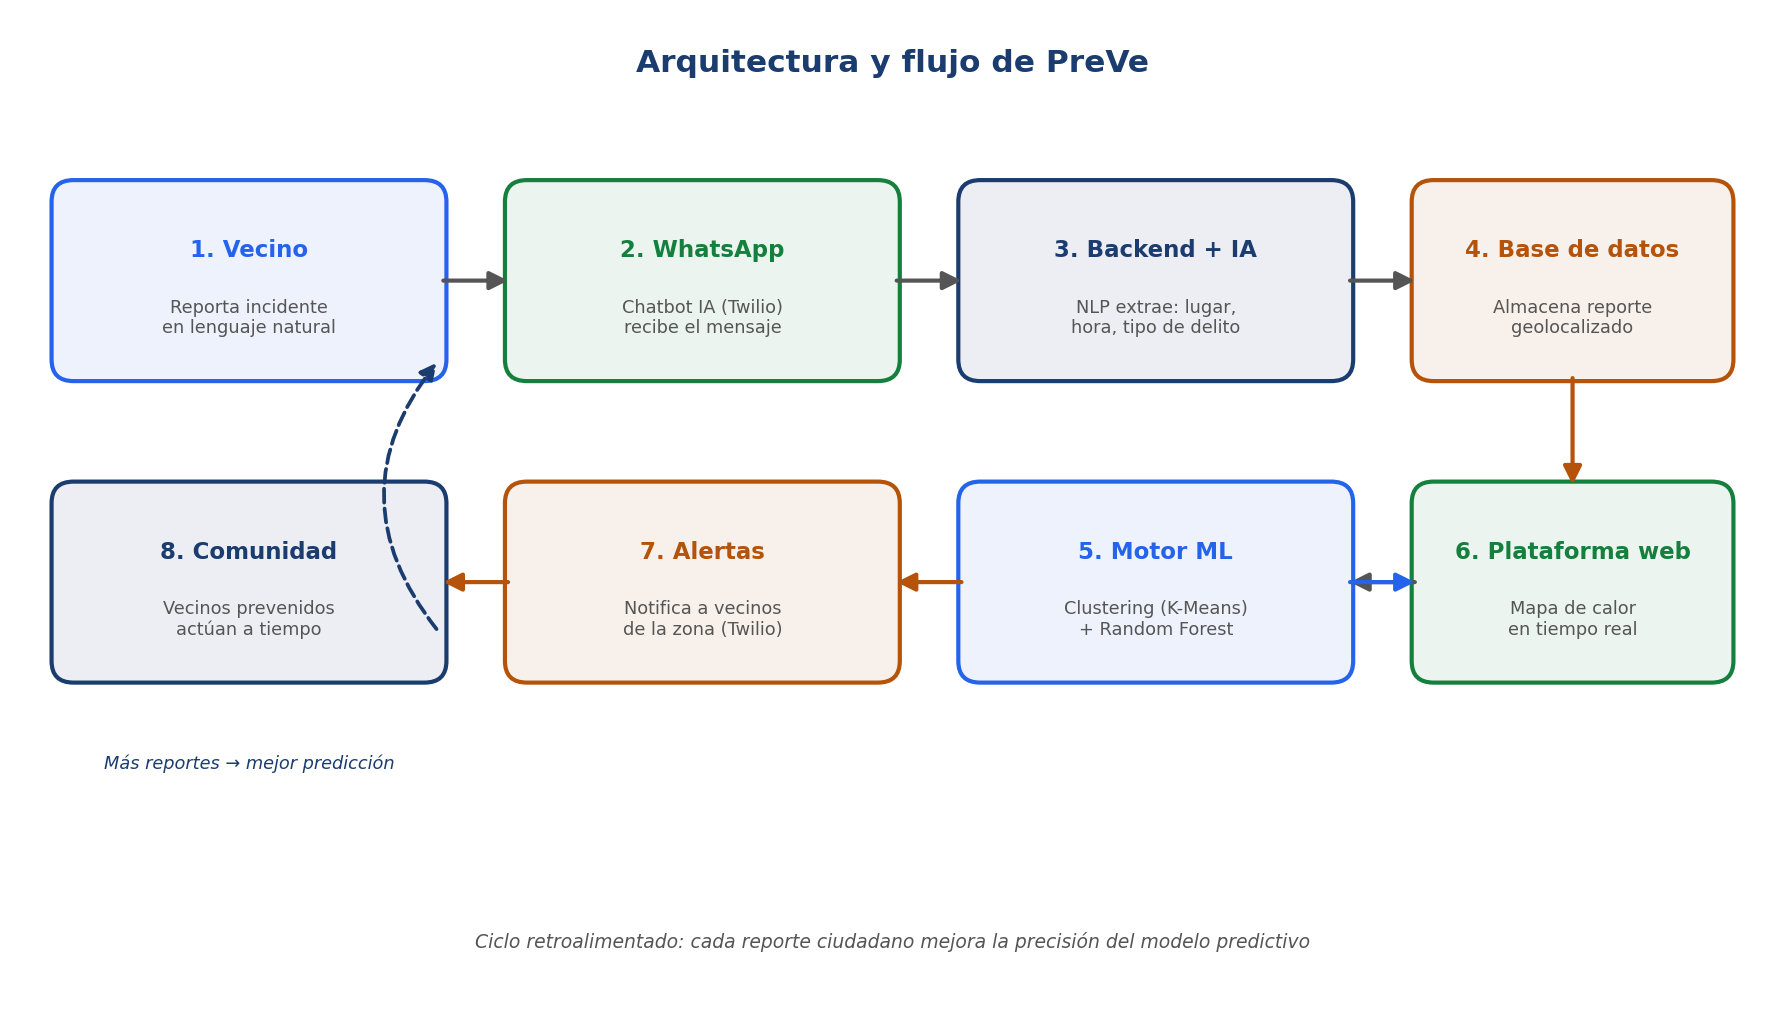 Arquitectura y flujo de PreVe
1. Vecino
Reporta incidente
en lenguaje natural
2. WhatsApp
Chatbot IA (Twilio)
recibe el mensaje
3. Backend + IA
NLP extrae: lugar,
hora, tipo de delito
4. Base de datos
Almacena reporte
geolocalizado
8. Comunidad
Vecinos prevenidos
actúan a tiempo
7. Alertas
Notifica a vecinos
de la zona (Twilio)
5. Motor ML
Clustering (K-Means)
+ Random Forest
6. Plataforma web
Mapa de calor
en tiempo real
Más reportes → mejor predicción
Ciclo retroalimentado: cada reporte ciudadano mejora la precisión del modelo predictivo